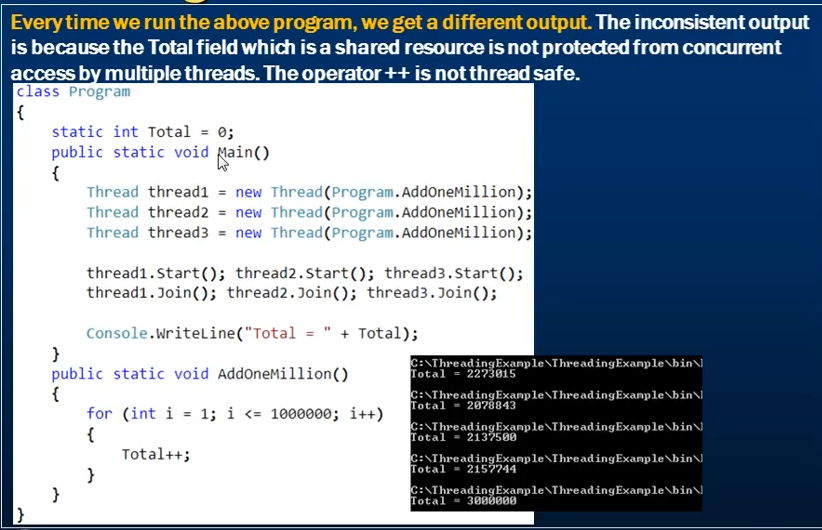 Every time we run the above program, we get a different output. The inconsistent output
is because the Total field which is a shared resource is not protected from concurrent
access by multiple threads. The operator ++ is not thread safe.
class Program
{
static int Total = 0;
public static void Main()
{
Thread thread1 = new Thread(Program.AddOneMillion);
Thread thread2 = new Thread(Program.AddOneMillion);
Thread thread3 = new Thread(Program.AddOneMillion);
thread1.Start(); thread2.Start(); thread3.Start();
thread1.Join(); thread2.Join(); thread3.Join();
Console.WriteLine("Total = " + Total);
}
public static void AddOneMillion()
{
for (int i = 1; i <= 1000000; i++)
{
Total++;
}
}
}
C:\ThreadingExample\ThreadingExample\bin\
Total = 2273015
C:\ThreadingExample\ThreadingExample\bin\
Total = 2078843
C:\ThreadingExample\ThreadingExample\bin\
Total = 2137500
C:\ThreadingExample\ThreadingExample\bin\
Total = 2157744
C:\ThreadingExample\ThreadingExample\bin\
Total = 3000000